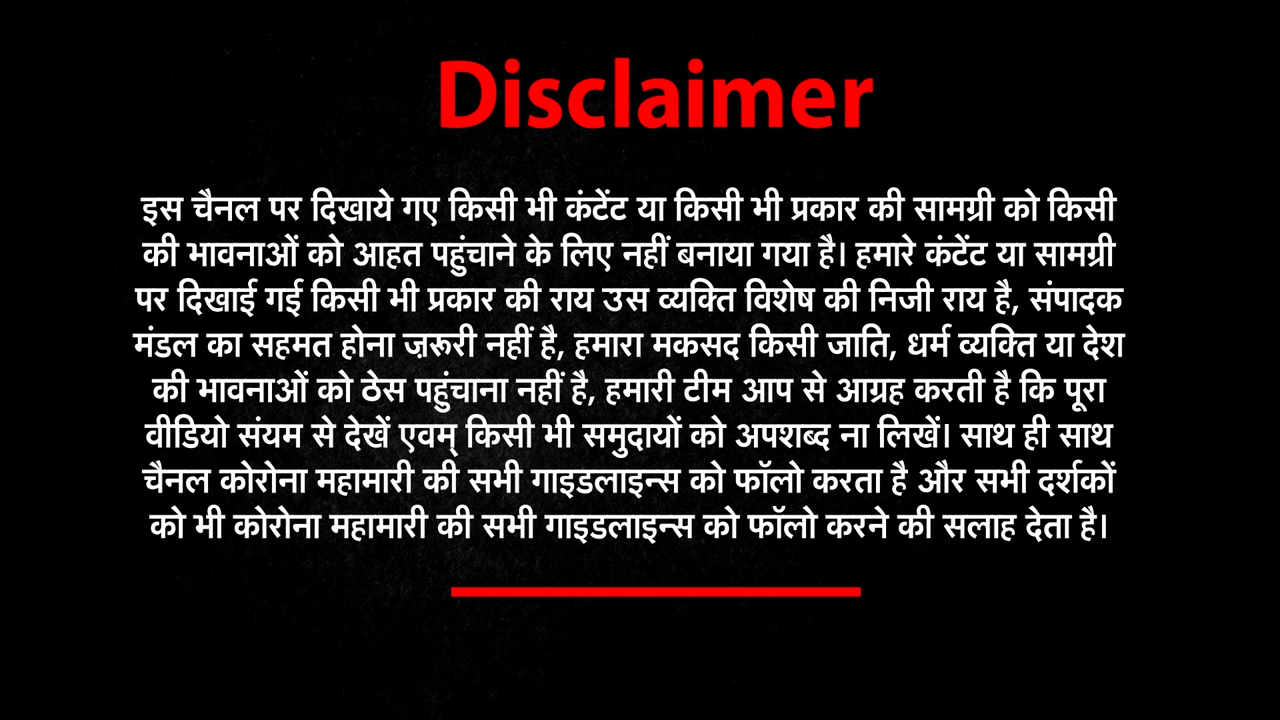 Disclaimer
इस चैनल पर दिखाये गए किसी भी कंटेंट या किसी भी प्रकार की सामग्री को किसी
की भावनाओं को आहत पहुंचाने के लिए नहीं बनाया गया है। हमारे कंटेंट या सामग्री
पर दिखाई गई किसी भी प्रकार की राय उस व्यक्ति विशेष की निजी राय है, संपादक
मंडल का सहमत होना ज़रूरी नहीं है, हमारा मकसद किसी जाति, धर्म व्यक्ति या देश
की भावनाओं को ठेस पहुंचाना नहीं है, हमारी टीम आप से आग्रह करती है कि पूरा
वीडियो संयम से देखें एवम् किसी भी समुदायों को अपशब्द ना लिखें। साथ ही साथ
चैनल कोरोना महामारी की सभी गाइडलाइन्स को फॉलो करता है और सभी दर्शकों
को भी कोरोना महामारी की सभी गाइडलाइन्स को फॉलो करने की सलाह देता है।